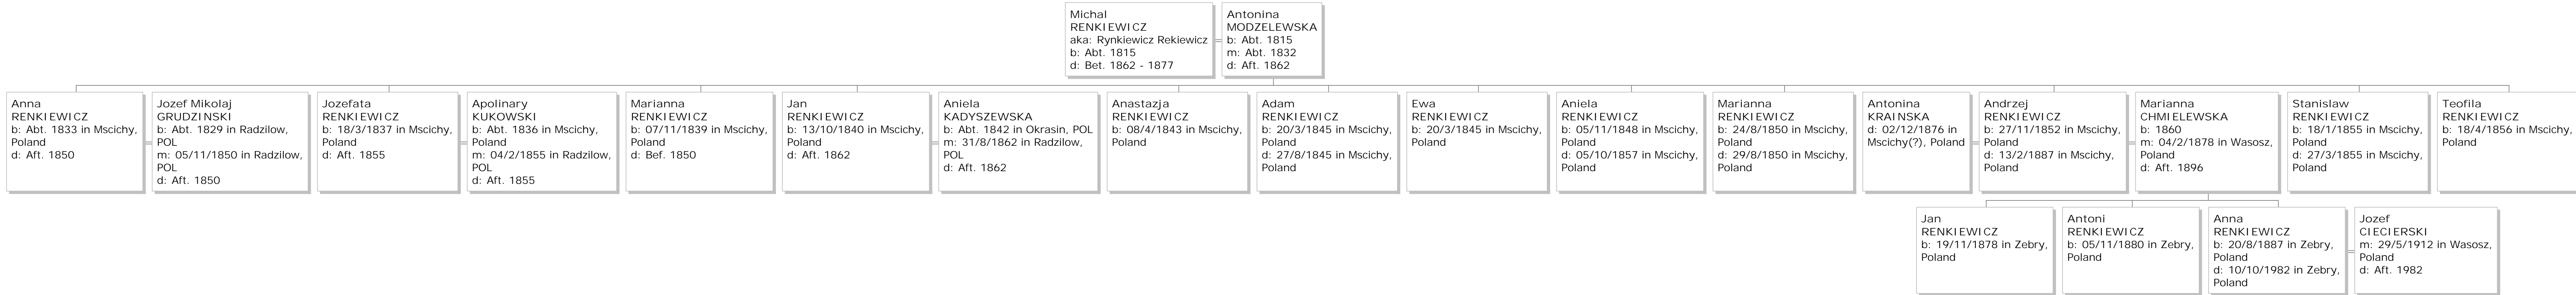 Michal
RENKIEWICZ
aka: Rynkiewicz Rekiewicz
b: Abt. 1815
d: Bet. 1862 - 1877
Antonina
MODZELEWSKA
b: Abt. 1815
m: Abt. 1832
d: Aft. 1862
Anna
RENKIEWICZ
b: Abt. 1833 in Mscichy,
Poland
d: Aft. 1850
Jozef Mikolaj
GRUDZINSKI
b: Abt. 1829 in Radzilow,
POL
m: 05/11/1850 in Radzilow,
POL
d: Aft. 1850
Jozefata
RENKIEWICZ
b: 18/3/1837 in Mscichy,
Poland
d: Aft. 1855
Apolinary
KUKOWSKI
b: Abt. 1836 in Mscichy,
Poland
m: 04/2/1855 in Radzilow,
POL
d: Aft. 1855
Marianna
RENKIEWICZ
b: 07/11/1839 in Mscichy,
Poland
d: Bef. 1850
Jan
RENKIEWICZ
b: 13/10/1840 in Mscichy,
Poland
d: Aft. 1862
Aniela
KADYSZEWSKA
b: Abt. 1842 in Okrasin, POL
m: 31/8/1862 in Radzilow,
POL
d: Aft. 1862
Anastazja
RENKIEWICZ
b: 08/4/1843 in Mscichy,
Poland
Adam
RENKIEWICZ
b: 20/3/1845 in Mscichy,
Poland
d: 27/8/1845 in Mscichy,
Poland
Ewa
RENKIEWICZ
b: 20/3/1845 in Mscichy,
Poland
Aniela
RENKIEWICZ
b: 05/11/1848 in Mscichy,
Poland
d: 05/10/1857 in Mscichy,
Poland
Marianna
RENKIEWICZ
b: 24/8/1850 in Mscichy,
Poland
d: 29/8/1850 in Mscichy,
Poland
Antonina
KRAINSKA
d: 02/12/1876 in
Mscichy(?), Poland
Andrzej
RENKIEWICZ
b: 27/11/1852 in Mscichy,
Poland
d: 13/2/1887 in Mscichy,
Poland
Marianna
CHMIELEWSKA
b: 1860
m: 04/2/1878 in Wasosz,
Poland
d: Aft. 1896
Stanislaw
RENKIEWICZ
b: 18/1/1855 in Mscichy,
Poland
d: 27/3/1855 in Mscichy,
Poland
Teofila
RENKIEWICZ
b: 18/4/1856 in Mscichy,
Poland
Jan
RENKIEWICZ
b: 19/11/1878 in Zebry,
Poland
Antoni
RENKIEWICZ
b: 05/11/1880 in Zebry,
Poland
Anna
RENKIEWICZ
b: 20/8/1887 in Zebry,
Poland
d: 10/10/1982 in Zebry,
Poland
Jozef
CIECIERSKI
m: 29/5/1912 in Wasosz,
Poland
d: Aft. 1982